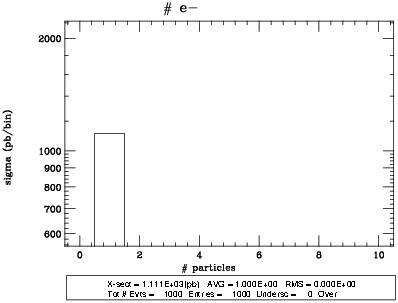 # e−
2000
1000
900
800
700
600
sigma (pb/bin)
0 2 4 6 8 10
# particles
X-sect = 1.111E+03(pb) AVG = 1.000E+00 RMS = 0.000E+00
Tot # Evts = 1000 Entries = 1000 Undersc = 0 Over